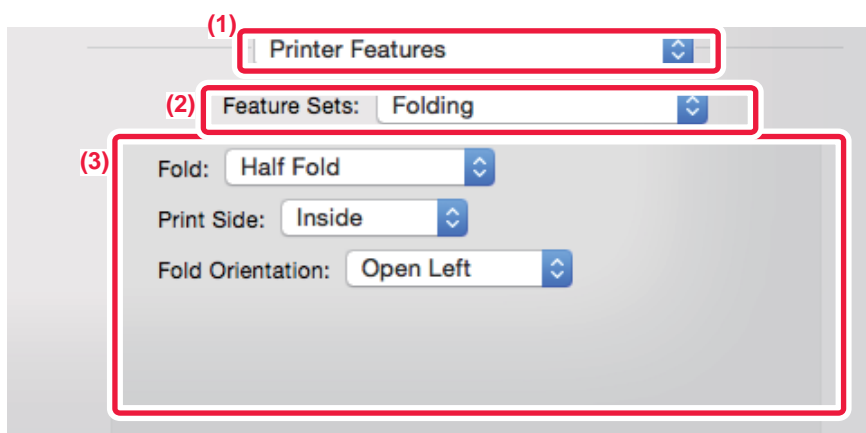 (1)
Printer Features
(2) Feature Sets: Folding
(3)
Fold: Half Fold
Print Side: Inside
Fold Orientation: Open Left